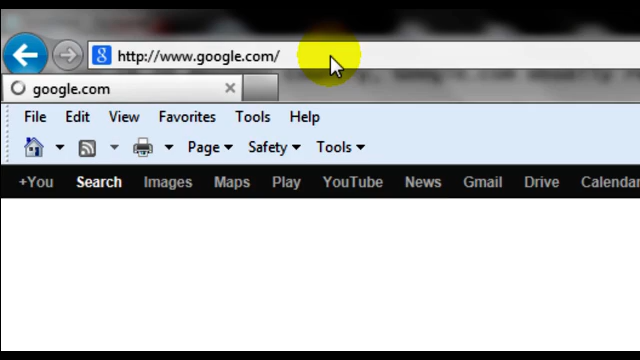 http://www.google.com/
google.com
File Edit View Favorites Tools Help
Page Safety Tools
+You Search Images Maps Play YouTube News Gmail Drive Calendar